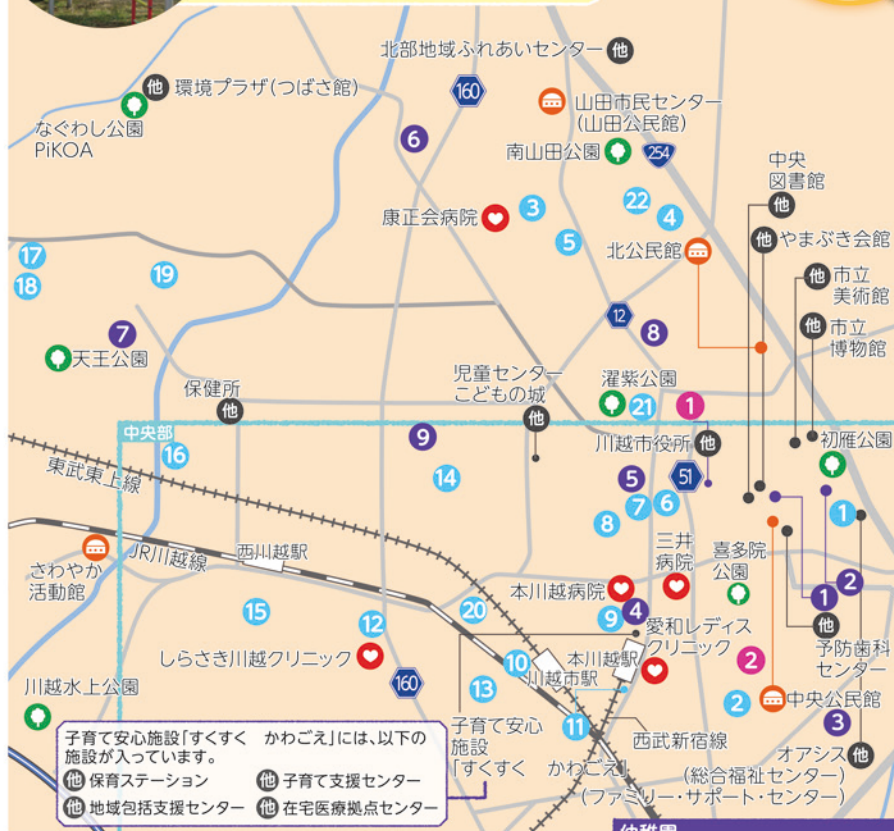 北部地域ふれあいセンター 他
他 環境プラザ(つばさ館)
160
山田市民センター
(山田公民館)
なぐわし公園
PiKOA
6
南山田公園
254
中央
図書館
他
康正会病院
3
22
4
5
北公民館
他 やまぶき会館
17
18
19
他 市立
美術館
12
8
他 市立
博物館
7
天王公園
保健所
他
児童センター
こどもの城
他
濯紫公園
21
1
中央部
9
川越市役所 他
初雁公園
16
東武東上線
14
5
51
7
6
8
1
JR川越線
西川越駅
さわやか
活動館
三井
病院
喜多院
公園
本川越病院
2
1
15
12
20
9
4
愛和レディス
クリニック
他
予防歯科
センター
しらさき川越クリニック
10
本川越駅
川越市駅
2
160
13
2
中央公民館
川越水上公園
11
3
子育て安心
施設
「すくすく かわごえ」
西武新宿線
オアシス 他
(総合福祉センター)
(ファミリー・サポート・センター)
子育て安心施設「すくすく かわごえ」には、以下の
施設が入っています。
他 保育ステーション 他 子育て支援センター
他 地域包括支援センター 他 在宅医療拠点センター
幼稚園